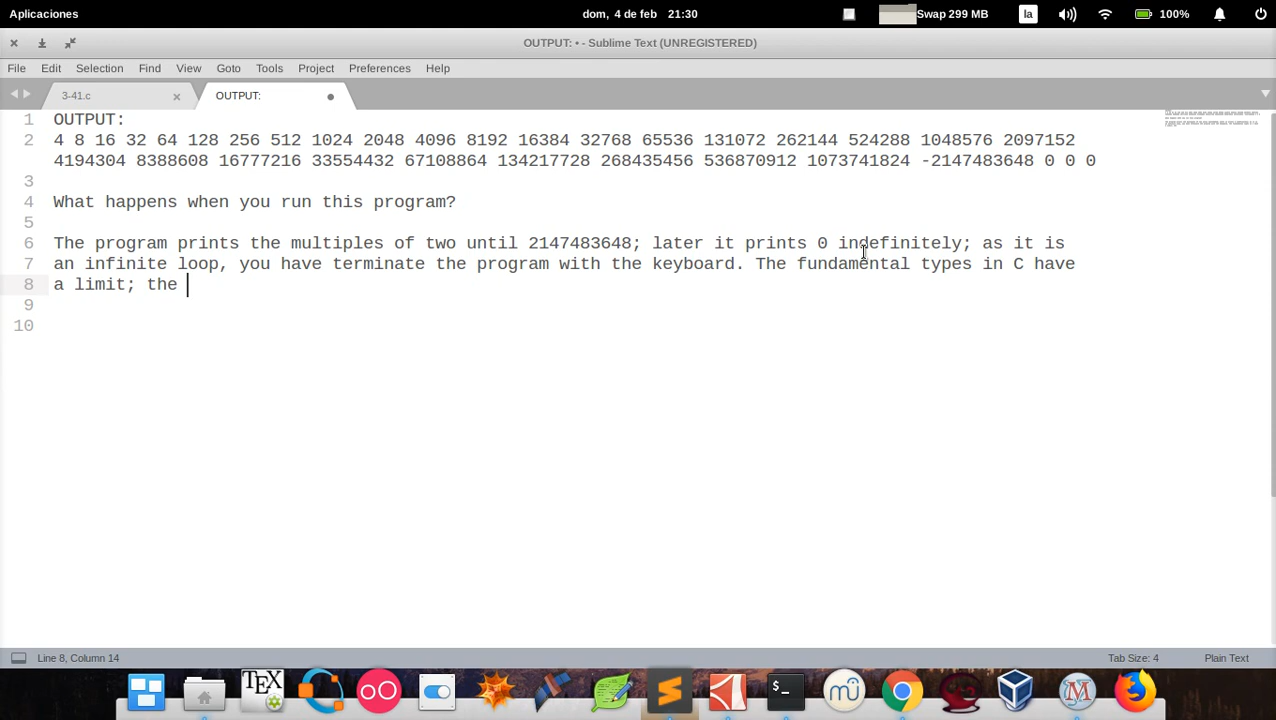 Aplicaciones dom, 4 de feb 21:30 Swap 299 MB la 100%
OUTPUT: • - Sublime Text (UNREGISTERED)
File Edit Selection Find View Goto Tools Project Preferences Help
3-41.c OUTPUT:
1 OUTPUT:
2 4 8 16 32 64 128 256 512 1024 2048 4096 8192 16384 32768 65536 131072 262144 524288 1048576 2097152
4194304 8388608 16777216 33554432 67108864 134217728 268435456 536870912 1073741824 -2147483648 0 0 0
3
4 What happens when you run this program?
5
6 The program prints the multiples of two until 2147483648; later it prints 0 indefinitely; as it is
7 an infinite loop, you have terminate the program with the keyboard. The fundamental types in C have
8 a limit; the
9
10
Line 8, Column 14 Tab Size: 4 Plain Text
TEX >_ mu M